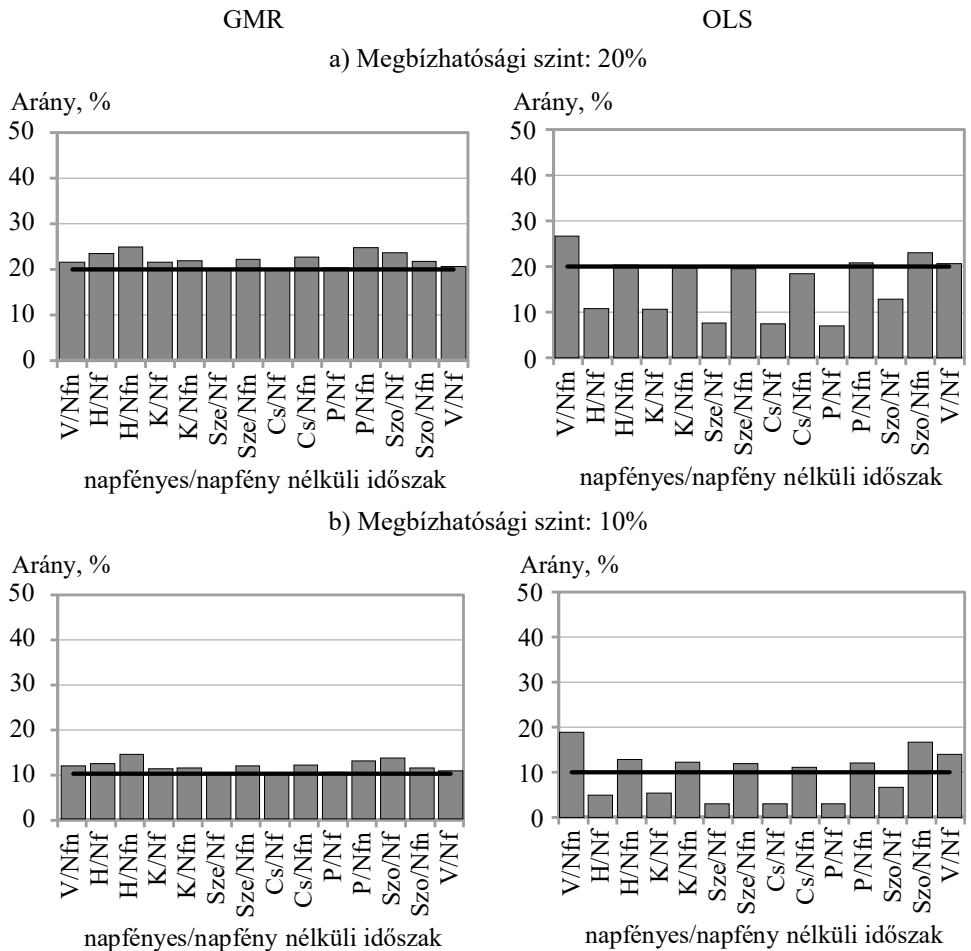 GMR
OLS
a) Megbízhatósági szint: 20%
Arány, %
50
40
30
20
10
0
V/Nfn
H/Nf
H/Nfn
K/Nf
K/Nfn
Sze/Nf
Sze/Nfn
Cs/Nf
Cs/Nfn
P/Nf
P/Nfn
Szo/Nf
Szo/Nfn
V/Nf
napfényes/napfény nélküli időszak
Arány, %
50
40
30
20
10
0
V/Nfn
H/Nf
H/Nfn
K/Nf
K/Nfn
Sze/Nf
Sze/Nfn
Cs/Nf
Cs/Nfn
P/Nf
P/Nfn
Szo/Nf
Szo/Nfn
V/Nf
napfényes/napfény nélküli időszak
b) Megbízhatósági szint: 10%
Arány, %
50
40
30
20
10
0
V/Nfn
H/Nf
H/Nfn
K/Nf
K/Nfn
Sze/Nf
Sze/Nfn
Cs/Nf
Cs/Nfn
P/Nf
P/Nfn
Szo/Nf
Szo/Nfn
V/Nf
napfényes/napfény nélküli időszak
Arány, %
50
40
30
20
10
0
V/Nfn
H/Nf
H/Nfn
K/Nf
K/Nfn
Sze/Nf
Sze/Nfn
Cs/Nf
Cs/Nfn
P/Nf
P/Nfn
Szo/Nf
Szo/Nfn
V/Nf
napfényes/napfény nélküli időszak